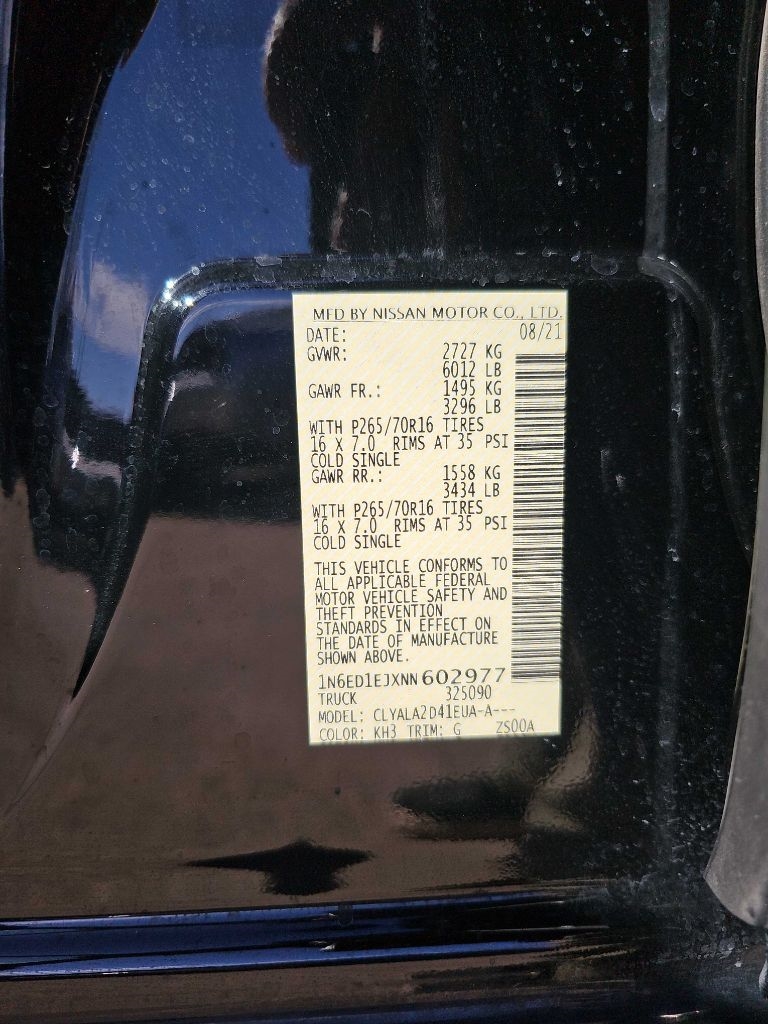 MFD BY NISSAN MOTOR CO., LTD.
DATE: 08/21
GVWR: 2727 KG
6012 LB
GAWR FR.: 1495 KG
3296 LB
WITH P265/70R16 TIRES
16 X 7.0 RIMS AT 35 PSI
COLD SINGLE
GAWR RR.: 1558 KG
3434 LB
WITH P265/70R16 TIRES
16 X 7.0 RIMS AT 35 PSI
COLD SINGLE
THIS VEHICLE CONFORMS TO
ALL APPLICABLE FEDERAL
MOTOR VEHICLE SAFETY AND
THEFT PREVENTION
STANDARDS IN EFFECT ON
THE DATE OF MANUFACTURE
SHOWN ABOVE.
1N6ED1EJXNN602977
TRUCK 325090
MODEL: CLYALA2D41EUA-A---
COLOR: KH3 TRIM: G ZS00A